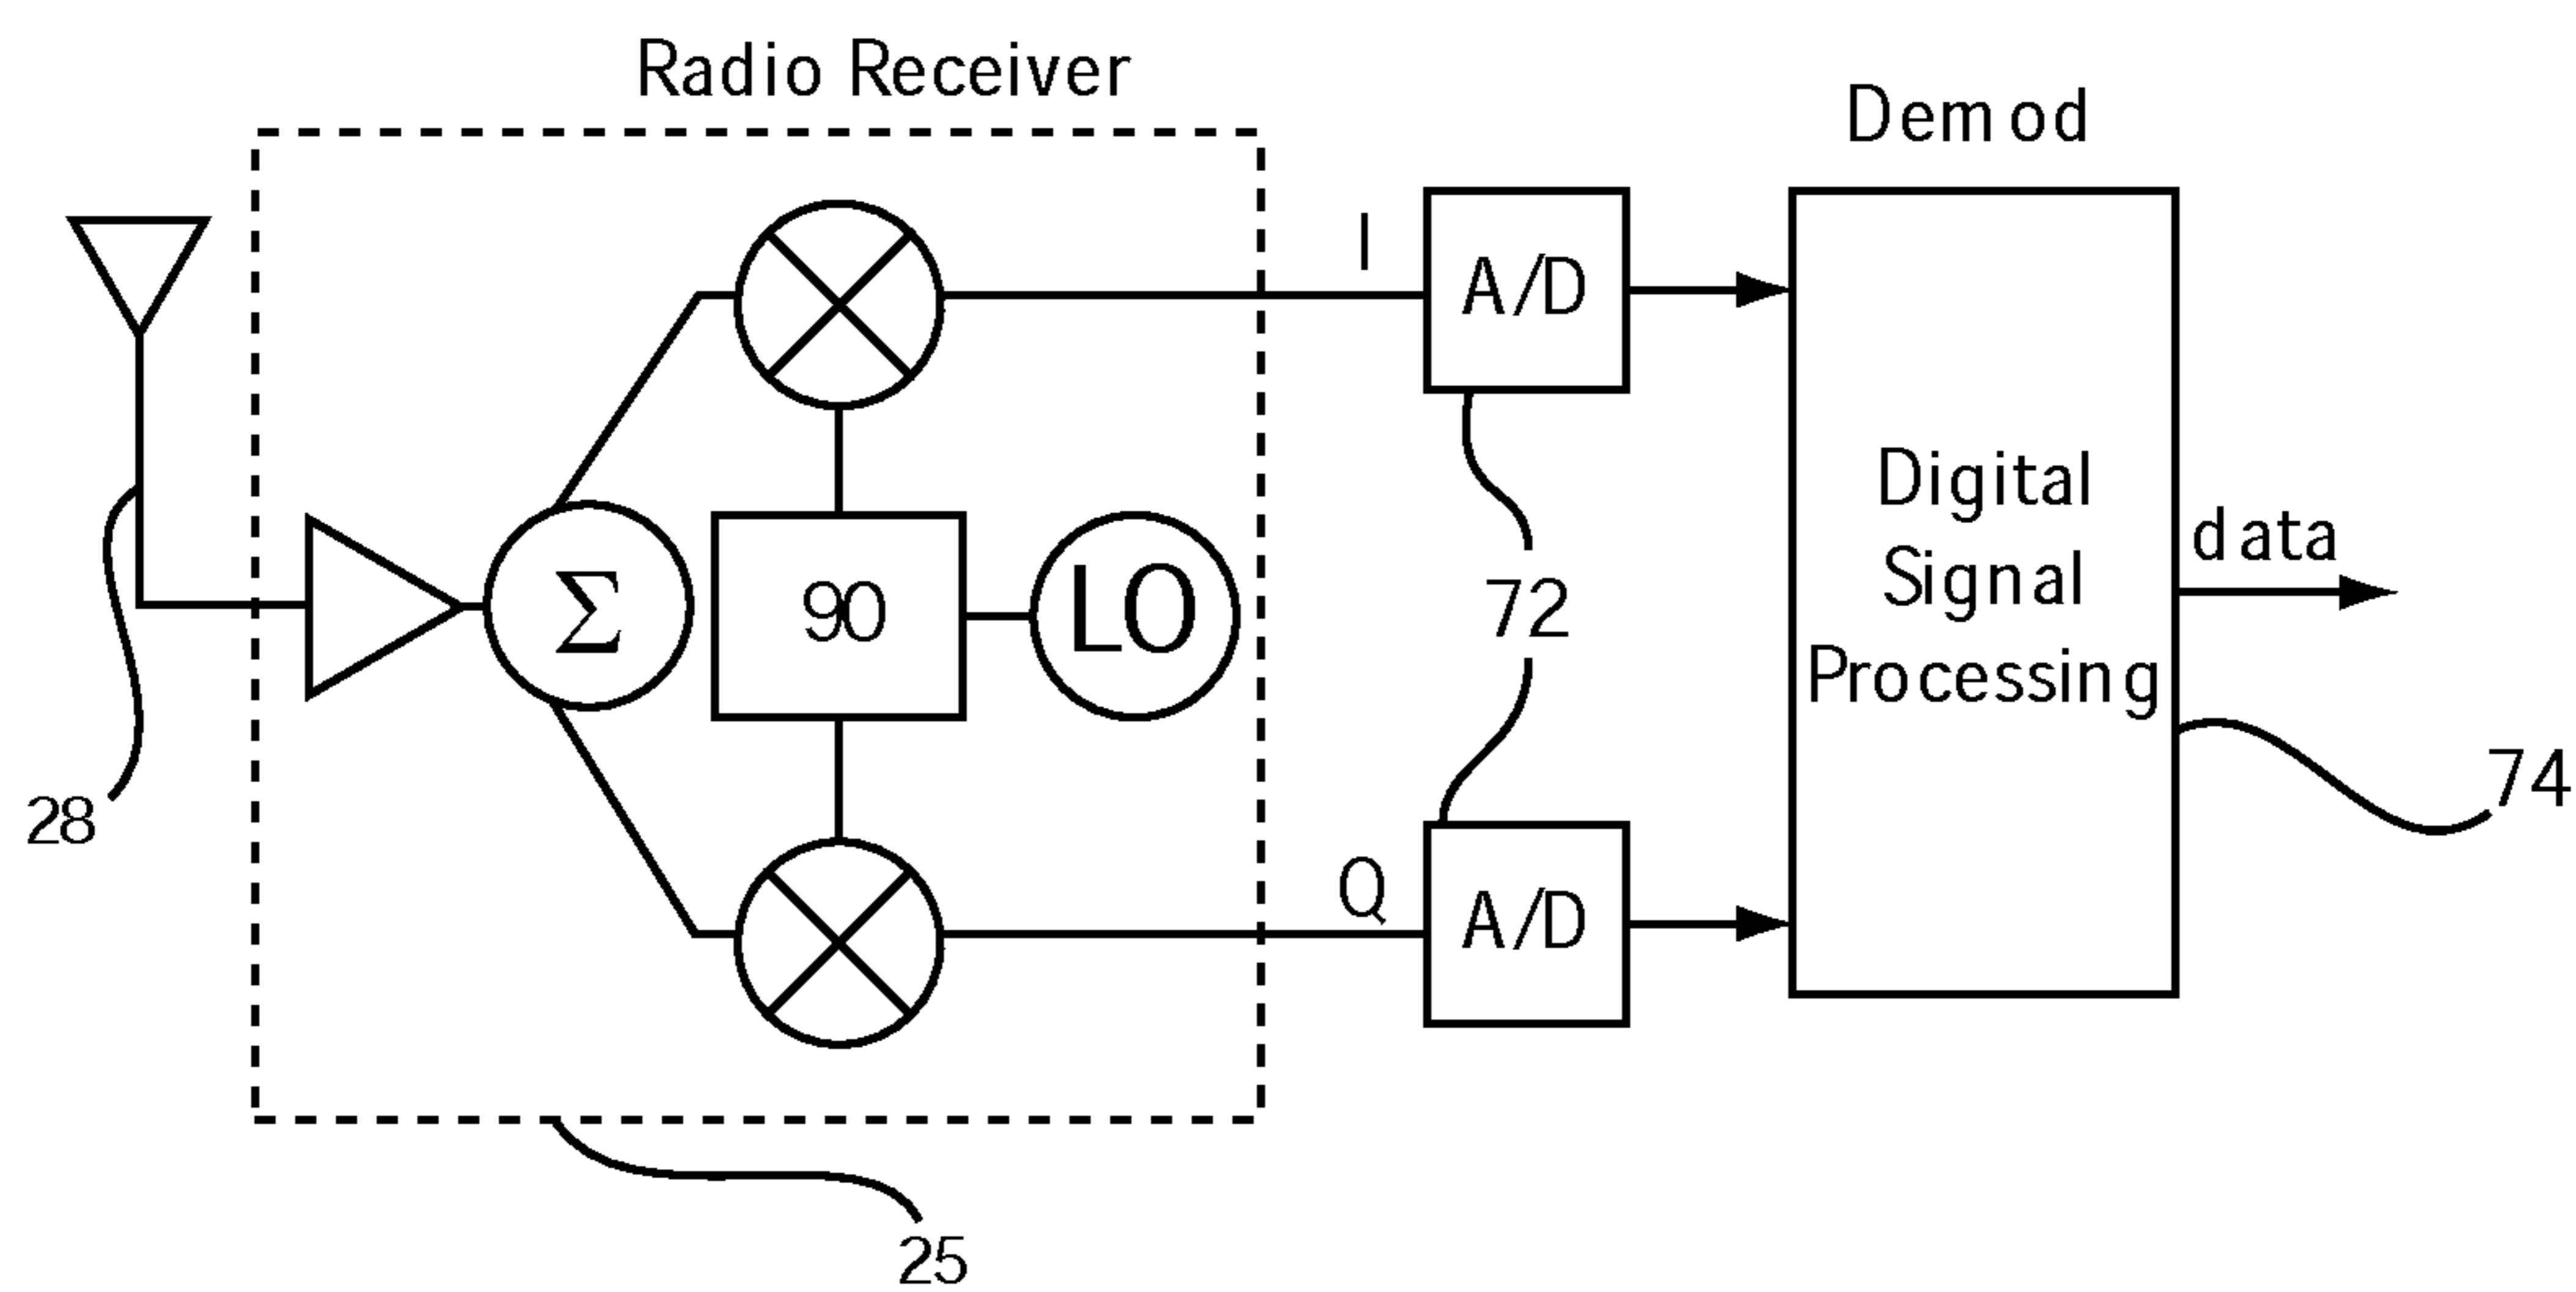 Radio Receiver
Demod
I
A/D
Digital
Signal
Processing
data
Σ
90
LO
72
74
28
Q
A/D
25